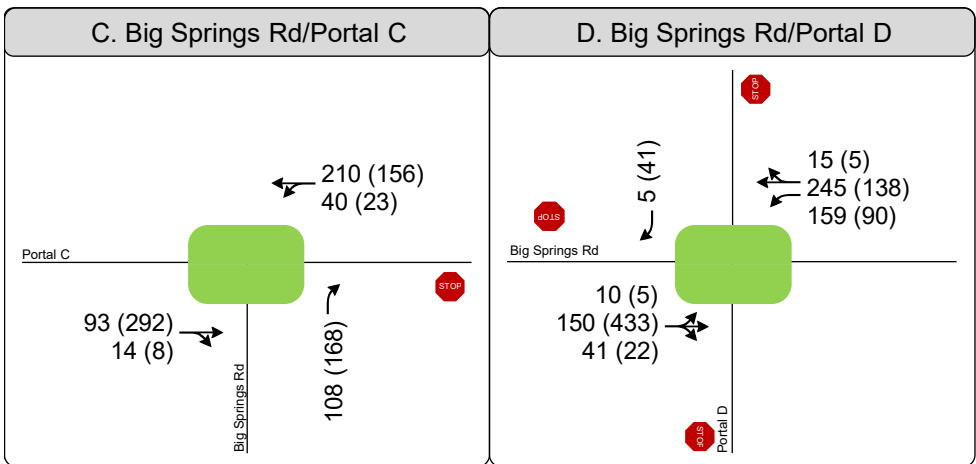 C. Big Springs Rd/Portal C
210 (156)
40 (23)
Portal C
STOP
93 (292)
14 (8)
108 (168)
Big Springs Rd
D. Big Springs Rd/Portal D
STOP
5 (41)
15 (5)
245 (138)
159 (90)
STOP
Big Springs Rd
10 (5)
150 (433)
41 (22)
Portal D
STOP